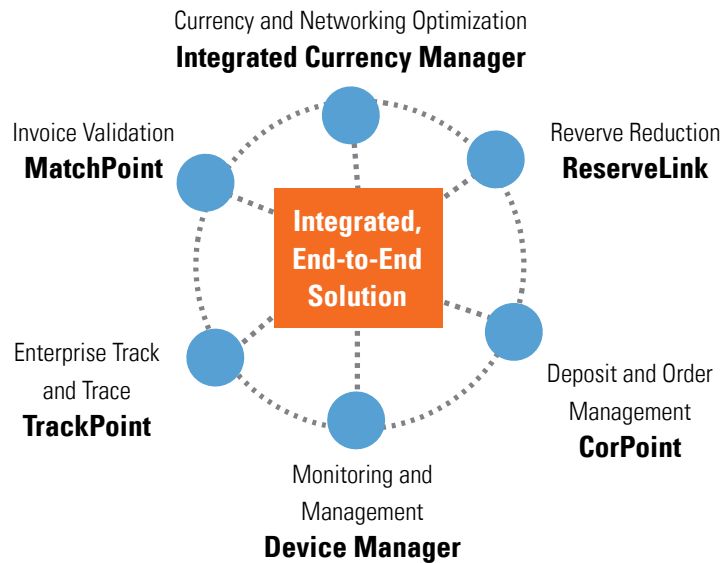 Currency and Networking Optimization
Integrated Currency Manager
Invoice Validation
MatchPoint
Reverve Reduction
ReserveLink
Integrated,
End-to-End
Solution
Enterprise Track
and Trace
TrackPoint
Deposit and Order
Management
CorPoint
Monitoring and
Management
Device Manager